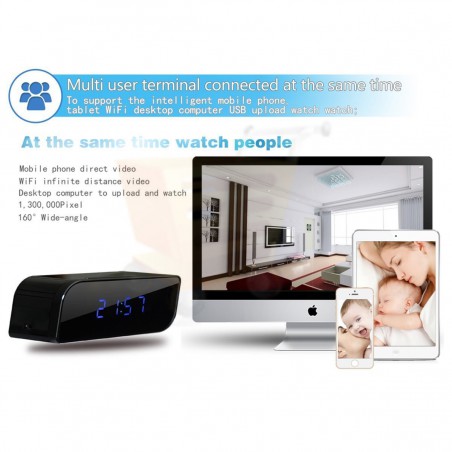 Multi user terminal connected at the same time
To support the intelligent mobile phone,
tablet WiFi desktop computer USB upload watch watch;
At the same time watch people
Mobile phone direct video
WiFi infinite distance video
Desktop computer to upload and watch
1,300,000Pixel
160° Wide-angle
21:57